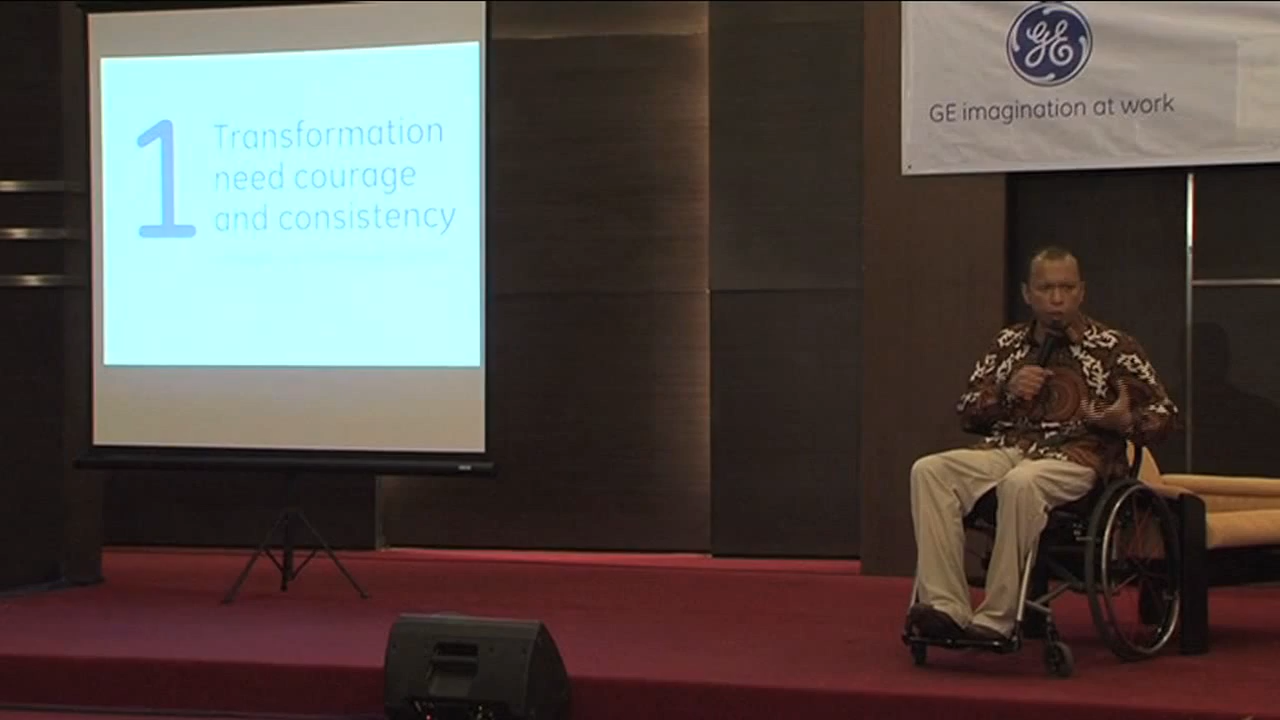 1
Transformation
need courage
and consistency
GE
GE imagination at work